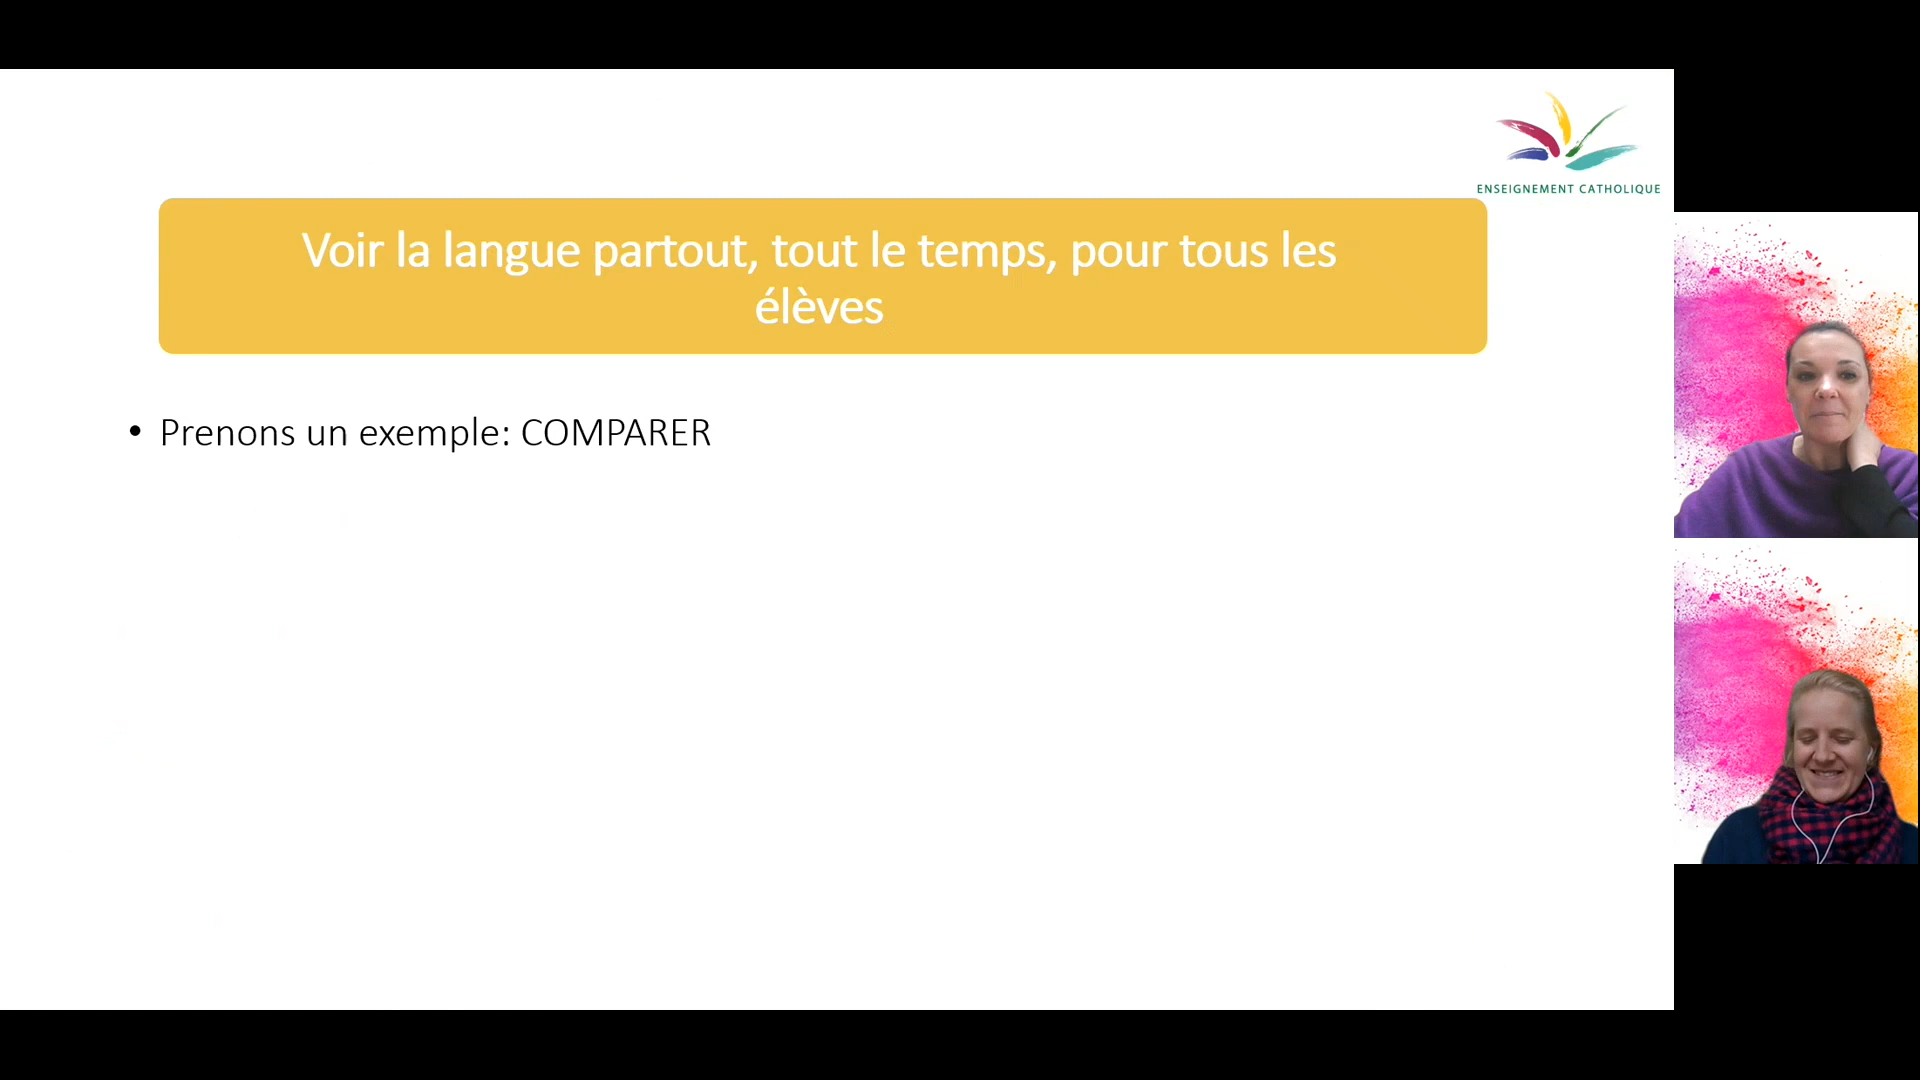 ENSEIGNEMENT CATHOLIQUE
Voir la langue partout, tout le temps, pour tous les
élèves
• Prenons un exemple: COMPARER